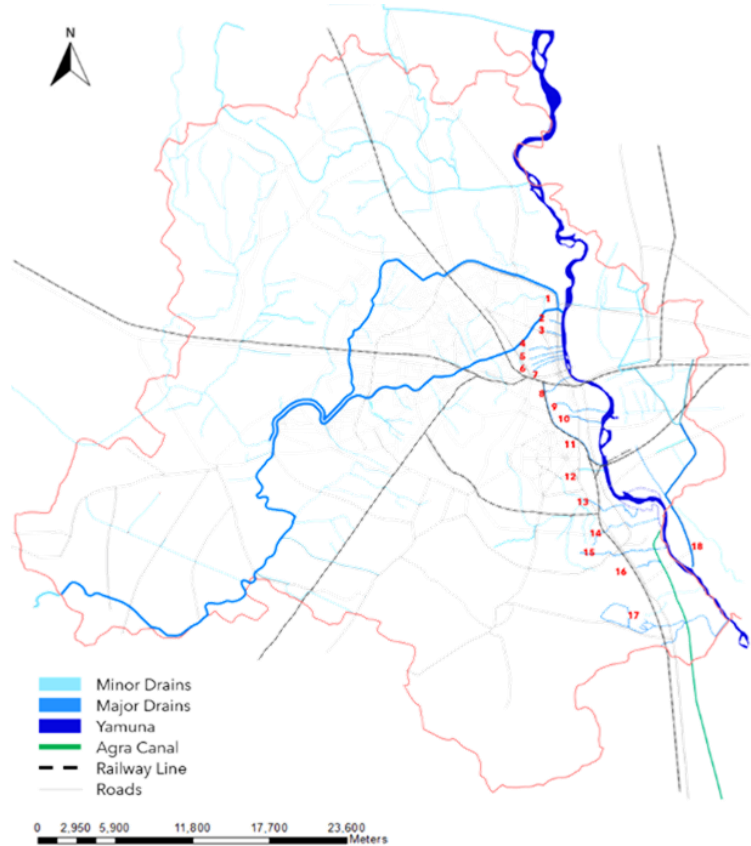 N
1
2
3
4
5
6
7
8
9
10
11
12
13
14
15
16
17
18
Minor Drains
Major Drains
Yamuna
Agra Canal
Railway Line
Roads
0 2,950 5,900 11,800 17,700 23,600
Meters